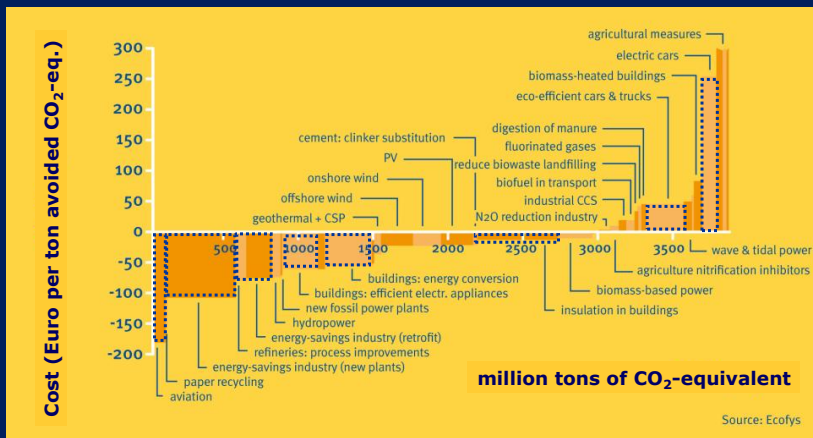 Cost (Euro per ton avoided CO₂-eq.)
300
250
200
150
100
50
0
-50
-100
-150
-200
500
1000
1500
2000
2500
3000
3500
agricultural measures
electric cars
biomass-heated buildings
eco-efficient cars & trucks
cement: clinker substitution
digestion of manure
fluorinated gases
PV
reduce biowaste landfilling
onshore wind
biofuel in transport
offshore wind
industrial CCS
geothermal + CSP
N2O reduction industry
wave & tidal power
agriculture nitrification inhibitors
biomass-based power
insulation in buildings
buildings: energy conversion
buildings: efficient electr. appliances
new fossil power plants
hydropower
energy-savings industry (retrofit)
refineries: process improvements
energy-savings industry (new plants)
paper recycling
aviation
million tons of CO₂-equivalent
Source: Ecofys